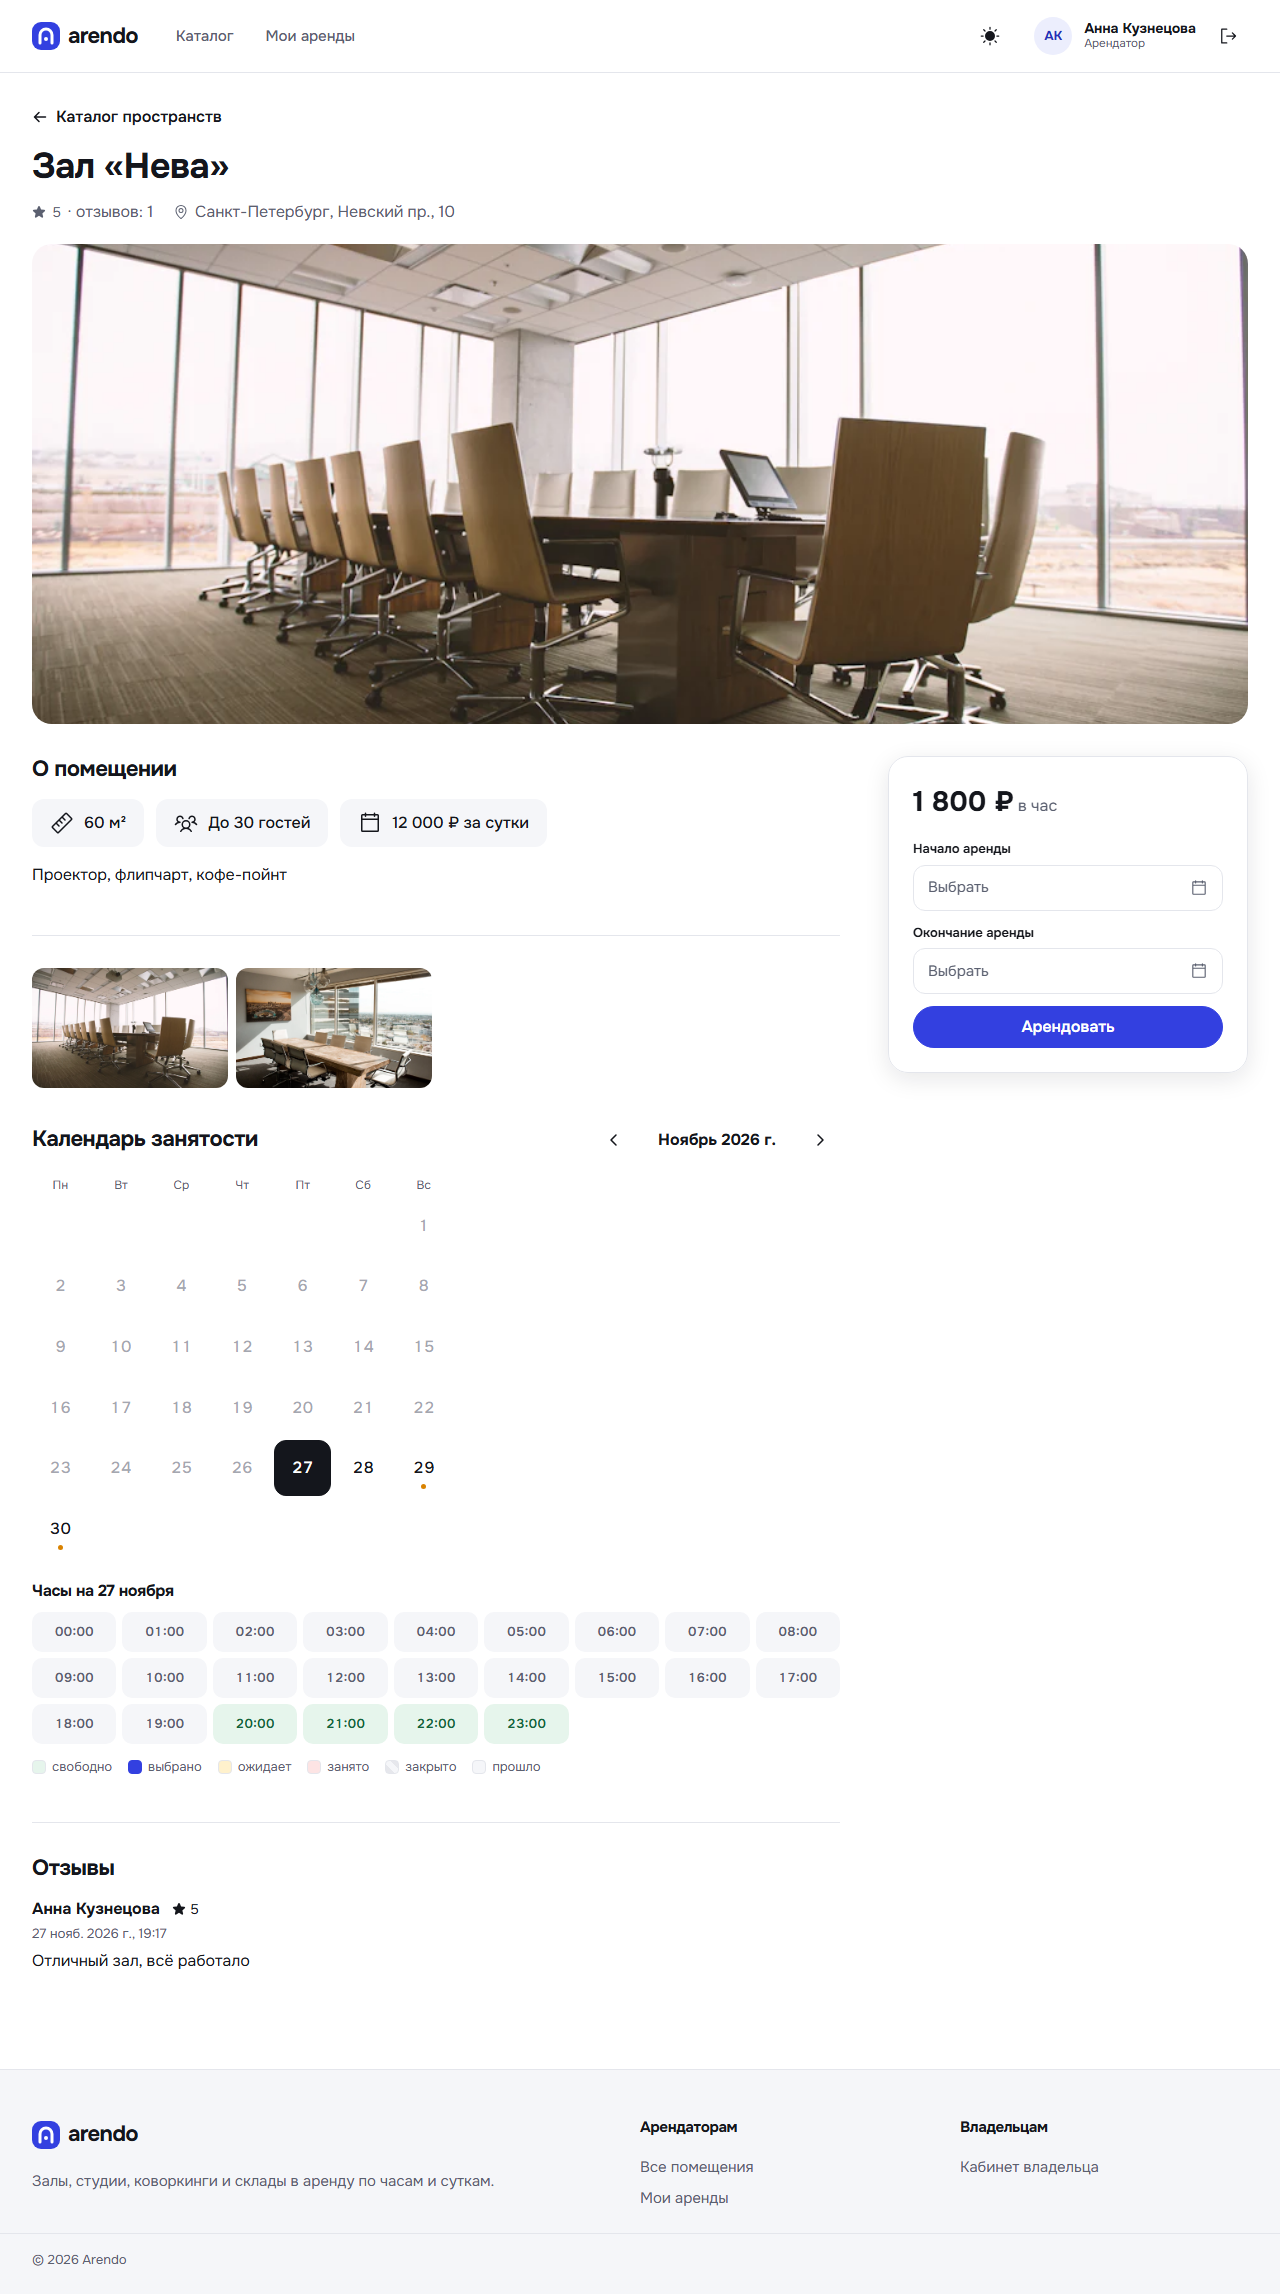 arendo Каталог Мои аренды АК Анна Кузнецова
Арендатор
Каталог пространств
Зал «Нева»
5 · отзывов: 1 Санкт-Петербург, Невский пр., 10
О помещении
60 м² До 30 гостей 12 000 ₽ за сутки
Проектор, флипчарт, кофе-пойнт
1 800 ₽ в час
Начало аренды
Выбрать
Окончание аренды
Выбрать
Арендовать
Календарь занятости Ноябрь 2026 г.
Пн Вт Ср Чт Пт Сб Вс
1
2 3 4 5 6 7 8
9 10 11 12 13 14 15
16 17 18 19 20 21 22
23 24 25 26 27 28 29
30
Часы на 27 ноября
00:00 01:00 02:00 03:00 04:00 05:00 06:00 07:00 08:00
09:00 10:00 11:00 12:00 13:00 14:00 15:00 16:00 17:00
18:00 19:00 20:00 21:00 22:00 23:00
свободно выбрано ожидает занято закрыто прошло
Отзывы
Анна Кузнецова 5
27 нояб. 2026 г., 19:17
Отличный зал, всё работало
arendo
Залы, студии, коворкинги и склады в аренду по часам и суткам.
Арендаторам
Все помещения
Мои аренды
Владельцам
Кабинет владельца
© 2026 Arendo